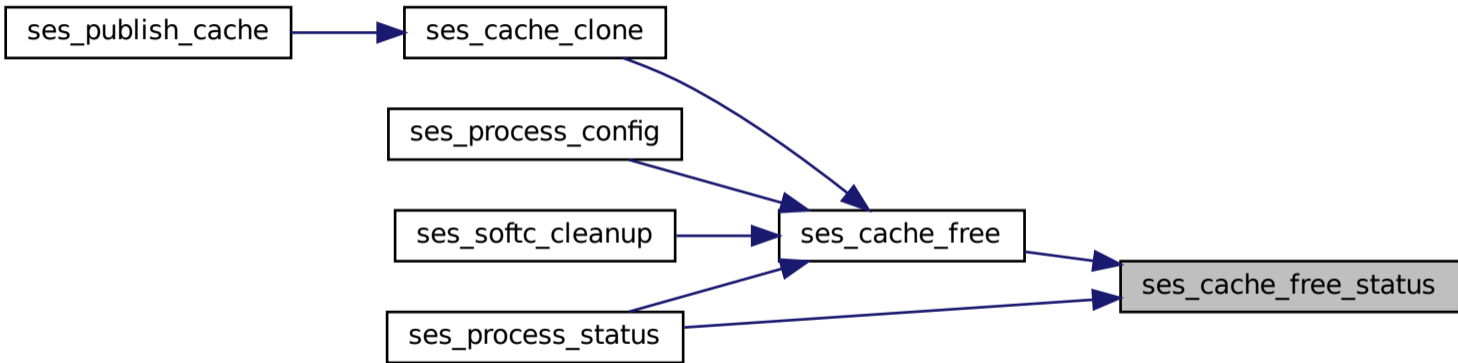 ses_publish_cache
ses_cache_clone
ses_process_config
ses_softc_cleanup
ses_cache_free
ses_cache_free_status
ses_process_status